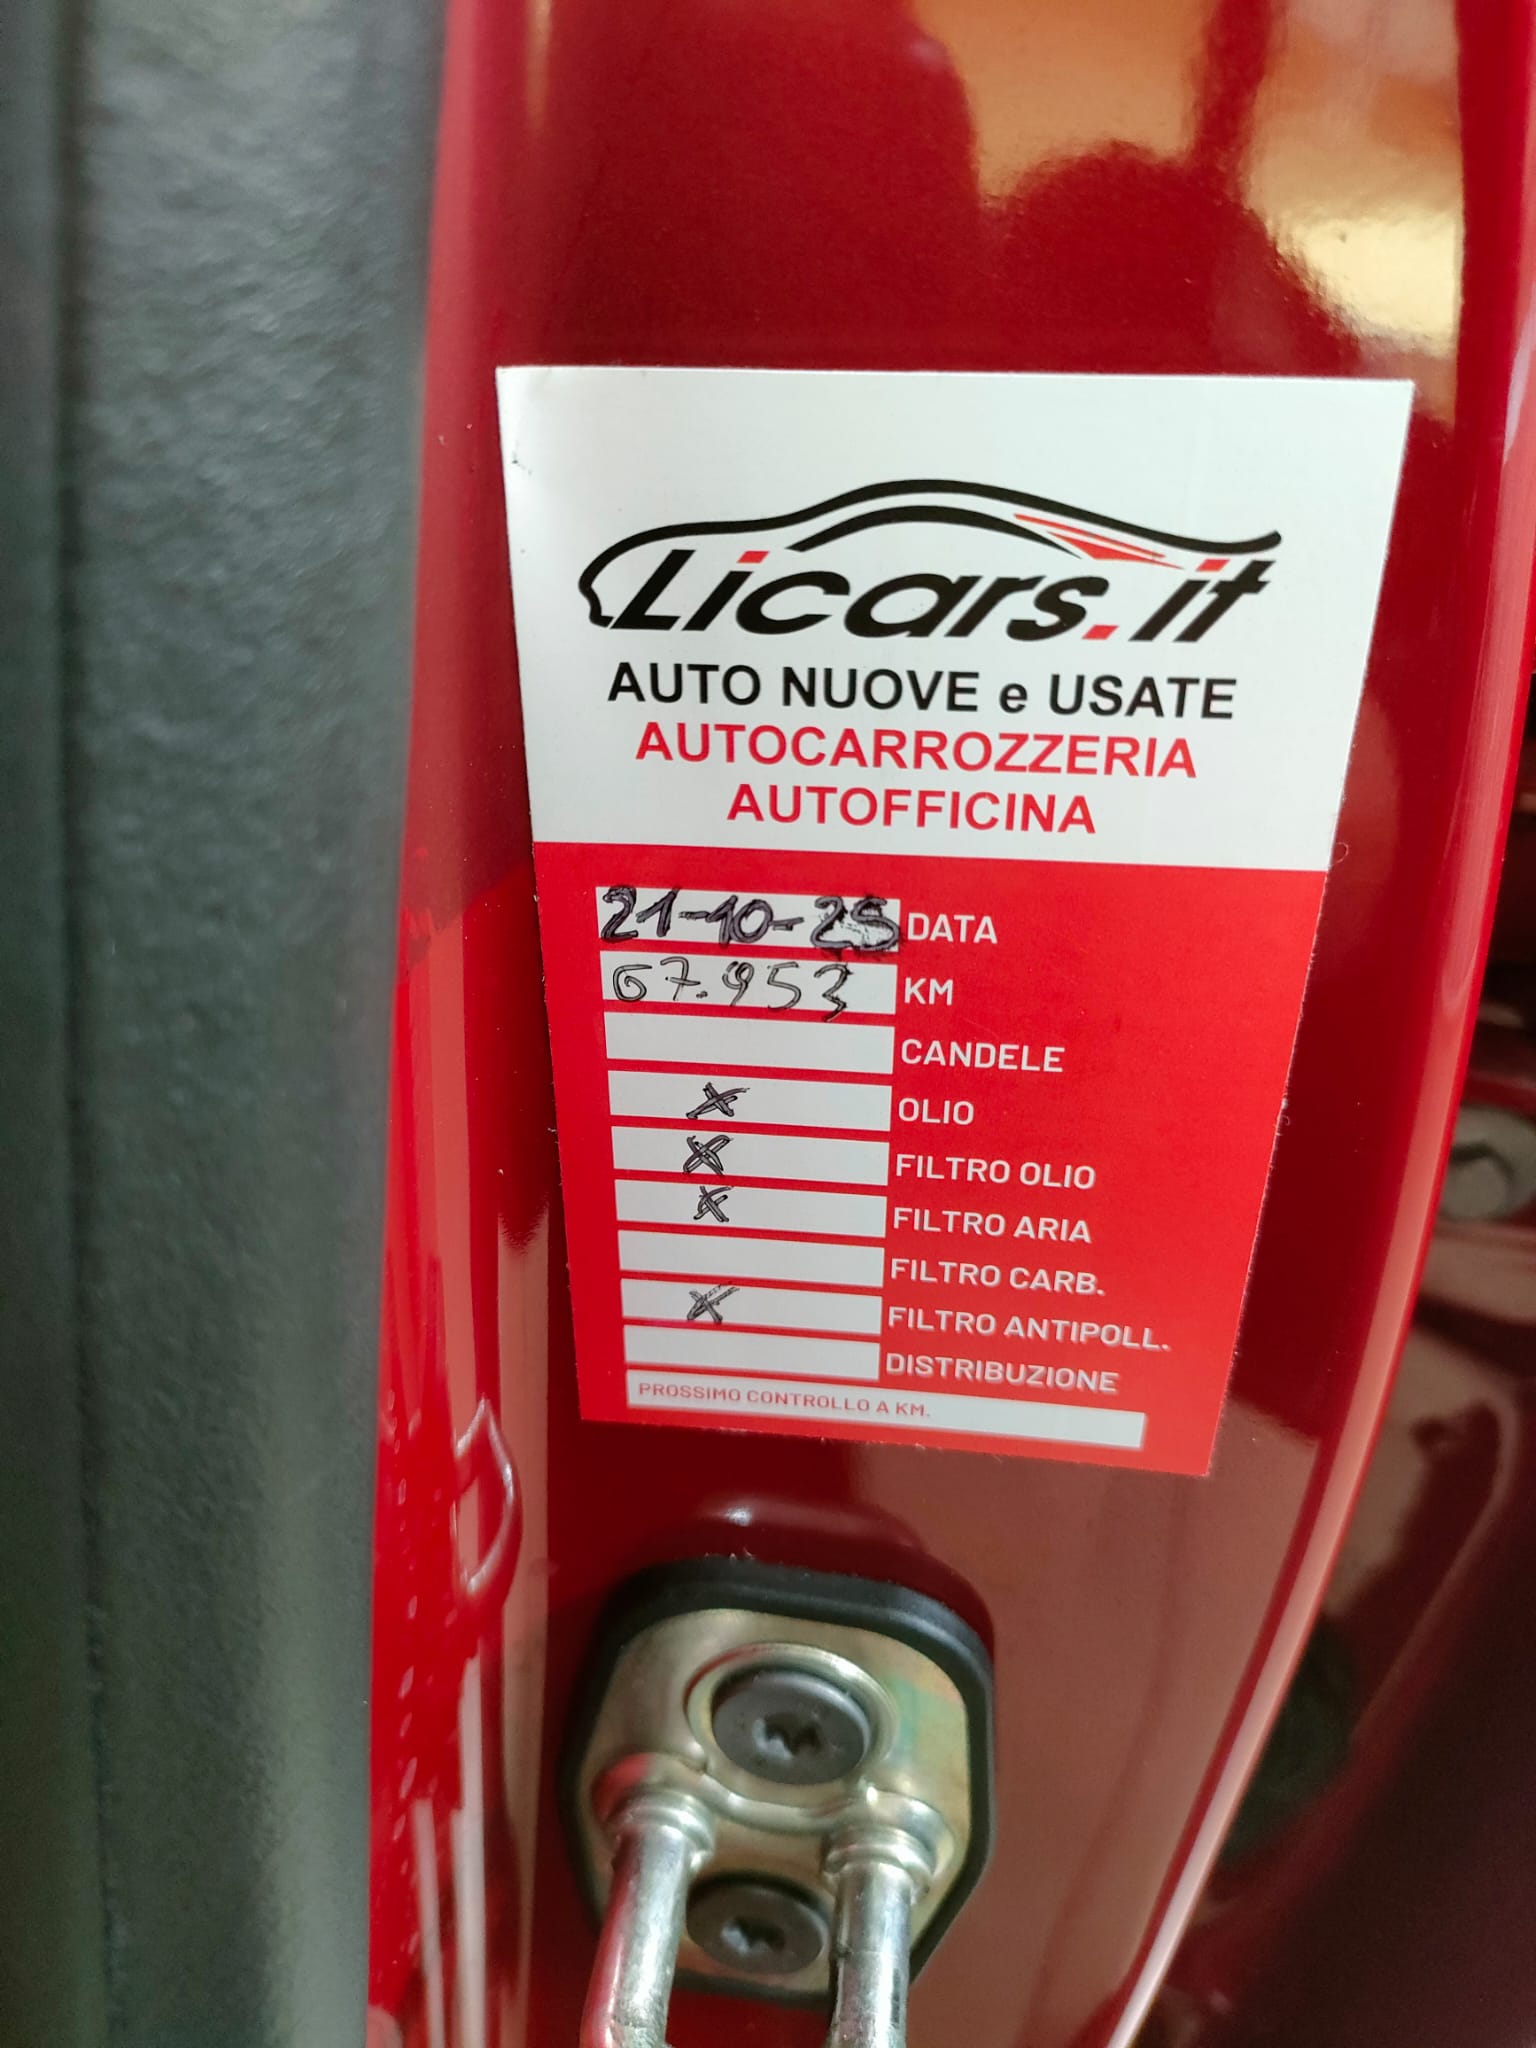 Licars.it
AUTO NUOVE e USATE
AUTOCARROZZERIA
AUTOFFICINA
21-10-25 DATA
67.953 KM
CANDELE
X OLIO
X FILTRO OLIO
X FILTRO ARIA
FILTRO CARB.
X FILTRO ANTIPOLL.
DISTRIBUZIONE
PROSSIMO CONTROLLO A KM.